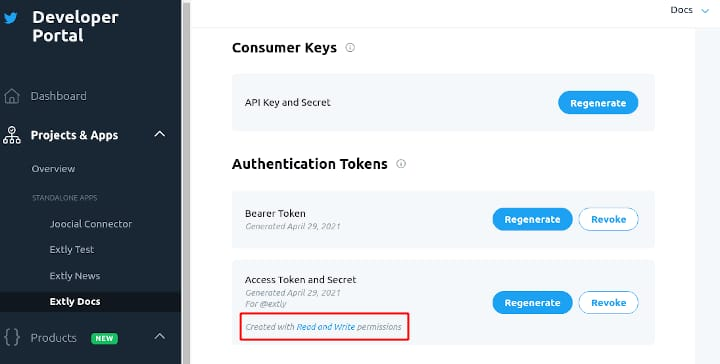 Developer
Portal
Docs
Dashboard
Projects & Apps
Overview
STANDALONE APPS
Joocial Connector
Extly Test
Extly News
Extly Docs
Products NEW
Consumer Keys
API Key and Secret
Regenerate
Authentication Tokens
Bearer Token
Generated April 29, 2021
Regenerate Revoke
Access Token and Secret
Generated April 29, 2021
For @extly
Created with Read and Write permissions
Regenerate Revoke